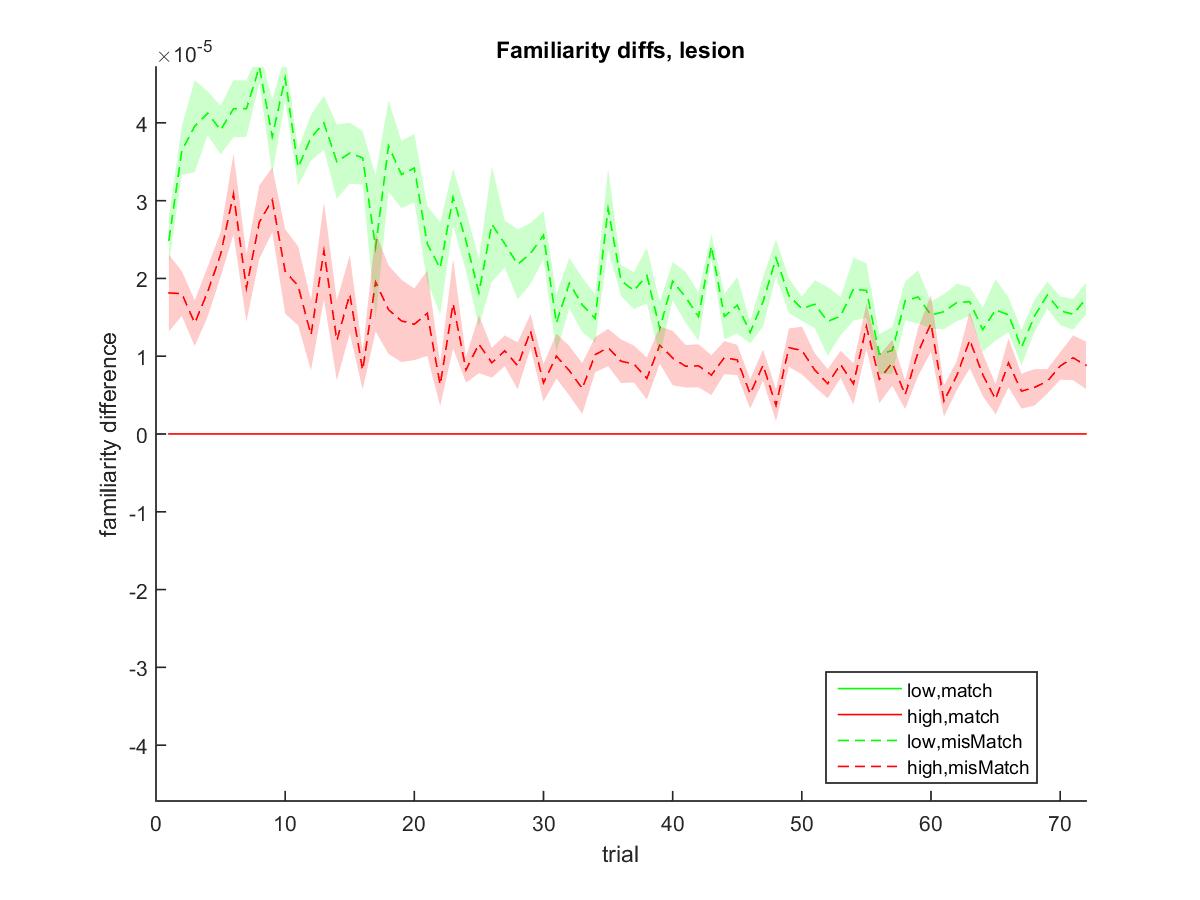 Familiarity diffs, lesion
×10-5
4
3
2
1
0
-1
-2
-3
-4
familiarity difference
low,match
high,match
low,misMatch
high,misMatch
0 10 20 30 40 50 60 70
trial